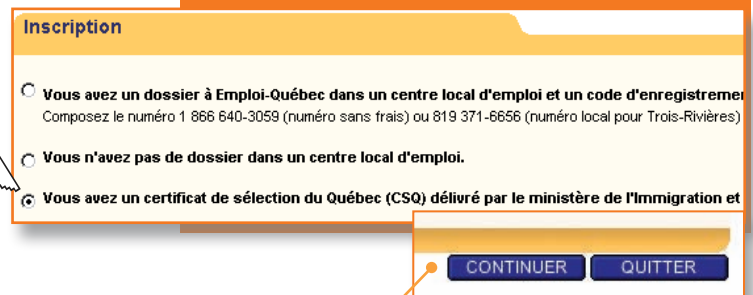 Inscription
Vous avez un dossier à Emploi-Québec dans un centre local d'emploi et un code d'enregistremen
Composez le numéro 1 866 640-3059 (numéro sans frais) ou 819 371-6656 (numéro local pour Trois-Rivières)
Vous n'avez pas de dossier dans un centre local d'emploi.
Vous avez un certificat de sélection du Québec (CSQ) délivré par le ministère de l'Immigration et
CONTINUER QUITTER